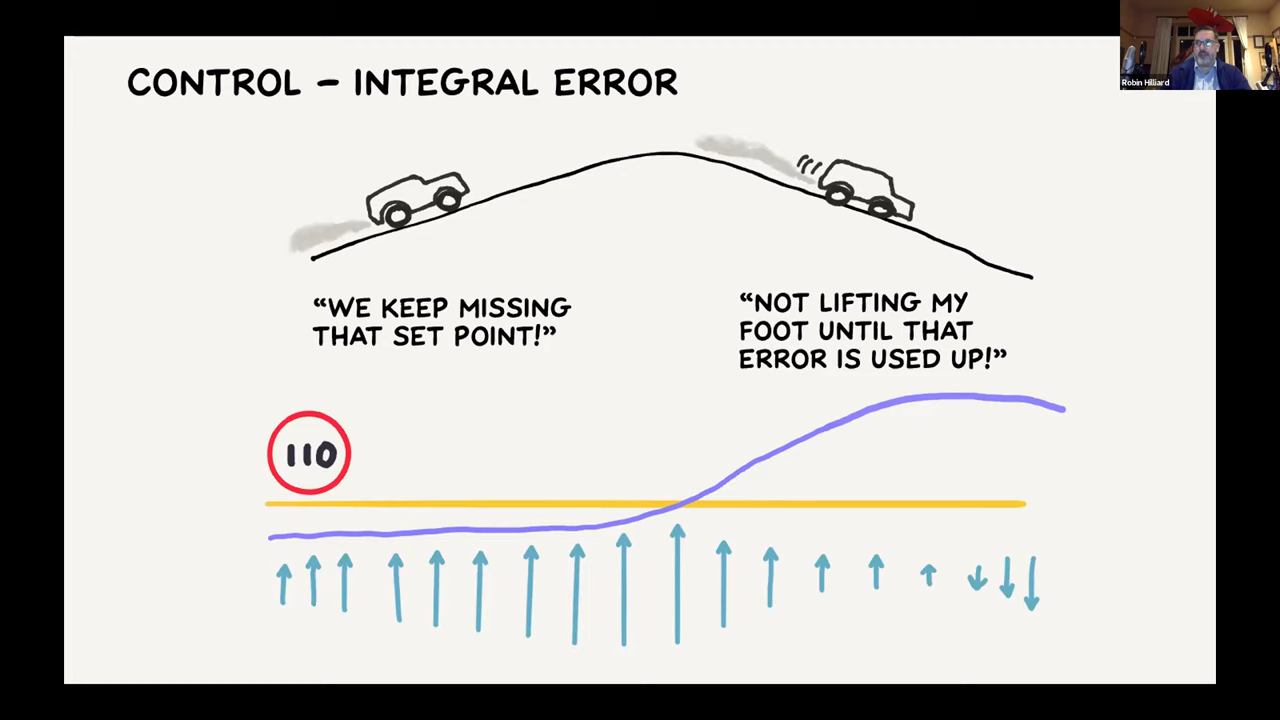 CONTROL – INTEGRAL ERROR
Robin Hilliard
“WE KEEP MISSING
THAT SET POINT!”
“NOT LIFTING MY
FOOT UNTIL THAT
ERROR IS USED UP!”
110